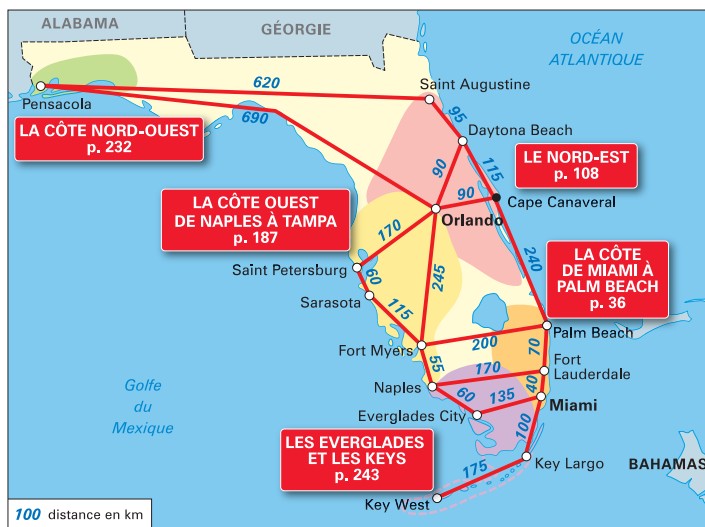 ALABAMA
GÉORGIE
OCÉAN
ATLANTIQUE
620
Saint Augustine
Pensacola
690
95
LA CÔTE NORD-OUEST
p. 232
Daytona Beach
90
115
LE NORD-EST
p. 108
LA CÔTE OUEST
DE NAPLES À TAMPA
p. 187
90
Cape Canaveral
Orlando
170
240
LA CÔTE
DE MIAMI À
PALM BEACH
p. 36
Saint Petersburg
60
245
Sarasota
115
Palm Beach
200
Fort Myers
70
55
170
Fort
Lauderdale
Golfe
du
Mexique
Naples
60
135
40
Miami
Everglades City
100
LES EVERGLADES
ET LES KEYS
p. 243
175
Key Largo
BAHAMAS
Key West
100 distance en km